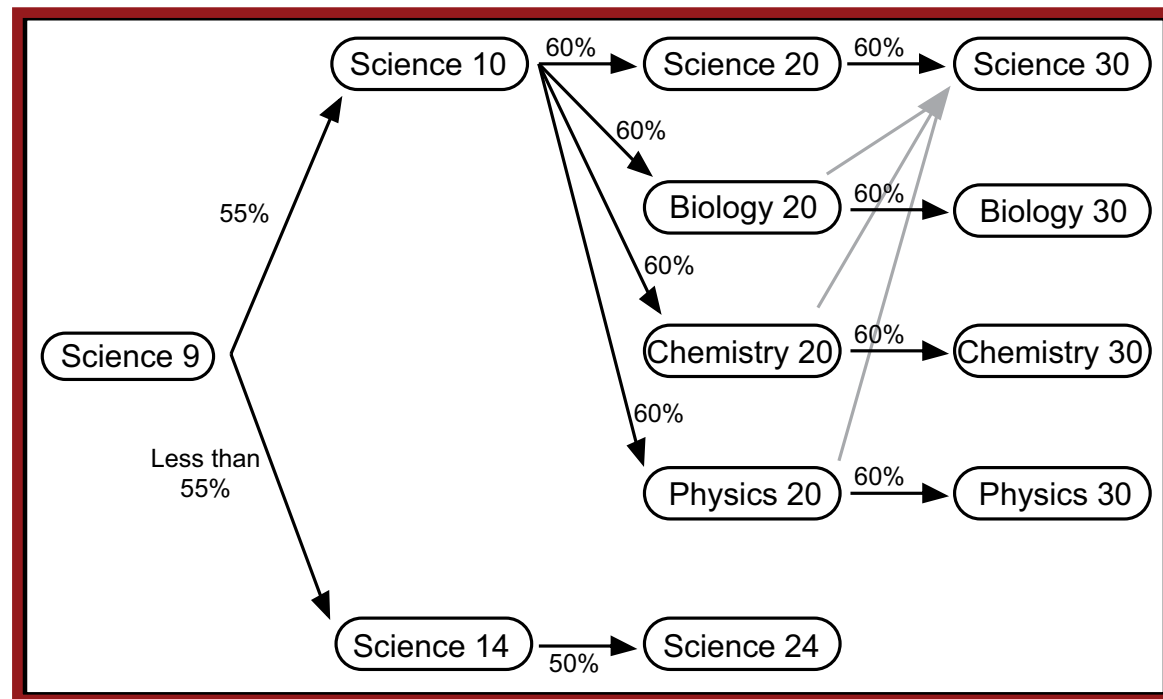 60%
60%
Science 10
Science 20
Science 30
60%
Biology 20
60%
Biology 30
55%
60%
Science 9
Chemistry 20
60%
Chemistry 30
60%
Less than
55%
Physics 20
60%
Physics 30
Science 14
50%
Science 24